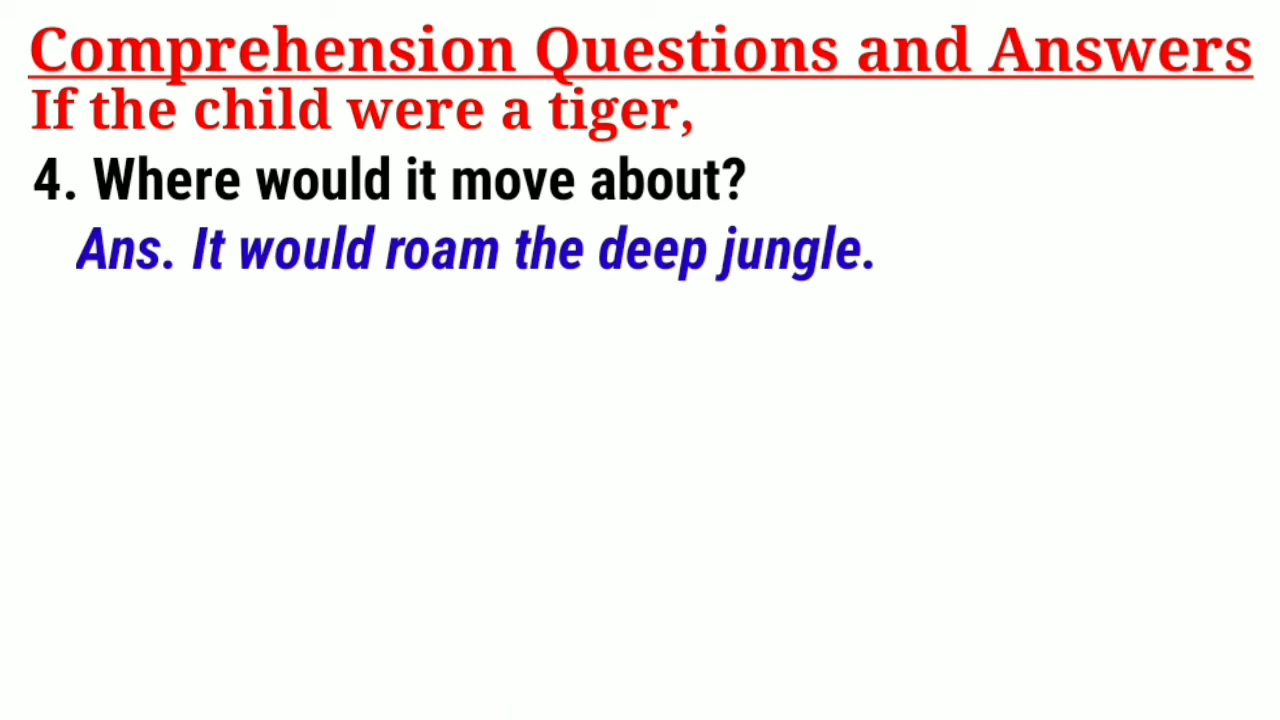 Comprehension Questions and Answers
If the child were a tiger,
4. Where would it move about?
Ans. It would roam the deep jungle.